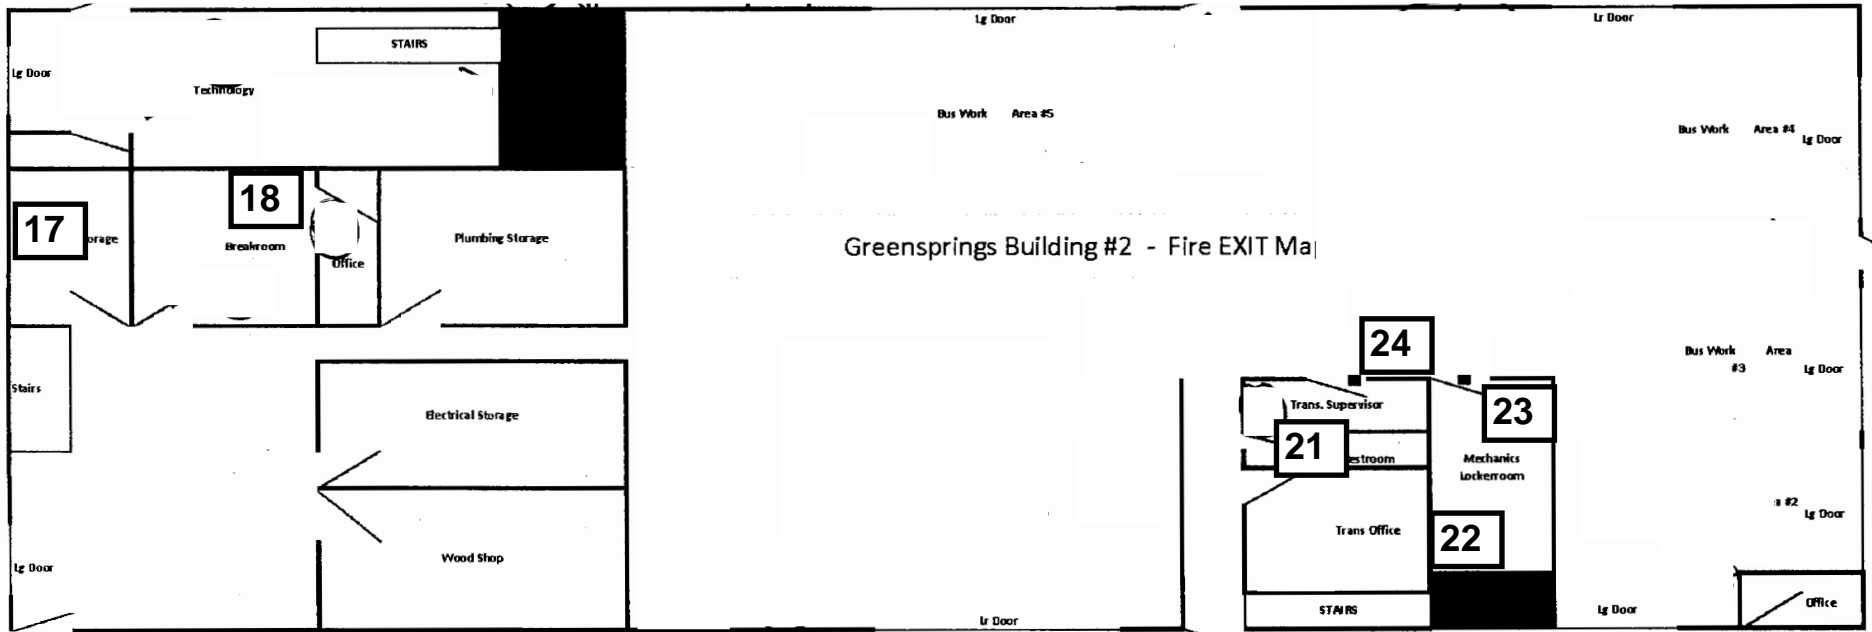 Lg Door
Lr Door
STAIRS
Lg Door
Technology
Bus Work Area #5
Bus Work Area #4
Lg Door
18
17
orage
Breakroom
Office
Plumbing Storage
Greensprings Building #2 - Fire EXIT Ma
24
Bus Work Area
#3
Lg Door
Stairs
Electrical Storage
Trans. Supervisor
23
21
estroom
Mechanics
Lockerroom
#2
Lg Door
Trans Office
22
Wood Shop
Lg Door
STAIRS
Lg Door
Office
Lr Door